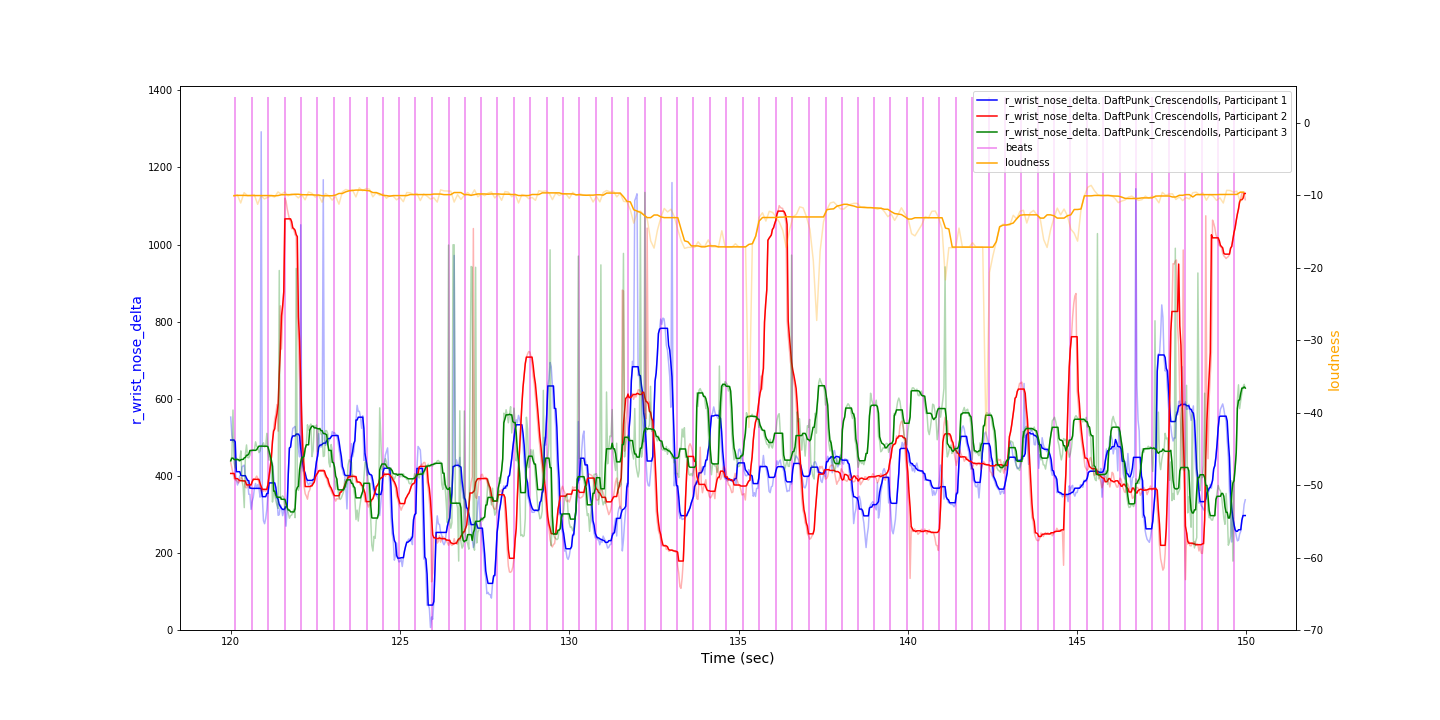 1400
1200
1000
800
600
400
200
0
r_wrist_nose_delta
r_wrist_nose_delta. DaftPunk_Crescendolls, Participant 1
r_wrist_nose_delta. DaftPunk_Crescendolls, Participant 2
r_wrist_nose_delta. DaftPunk_Crescendolls, Participant 3
beats
loudness
0
−10
−20
−30
−40
−50
−60
−70
loudness
120 125 130 135 140 145 150
Time (sec)